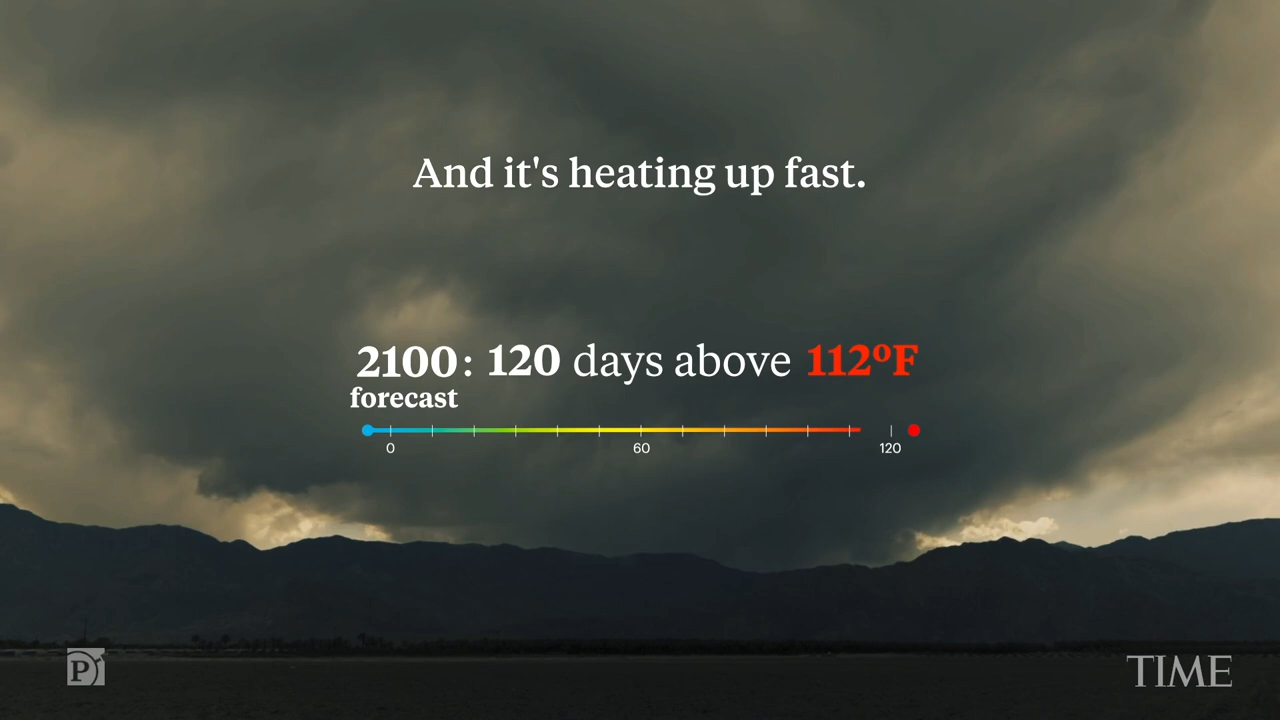 And it's heating up fast.
2100: 120 days above 112ºF
forecast
0 60 120
P
TIME